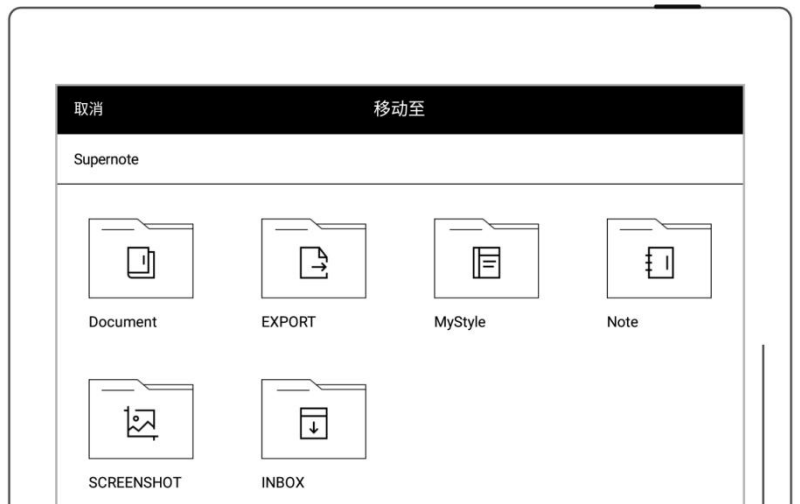 取消
移动至
Supernote
Document
EXPORT
MyStyle
Note
SCREENSHOT
INBOX